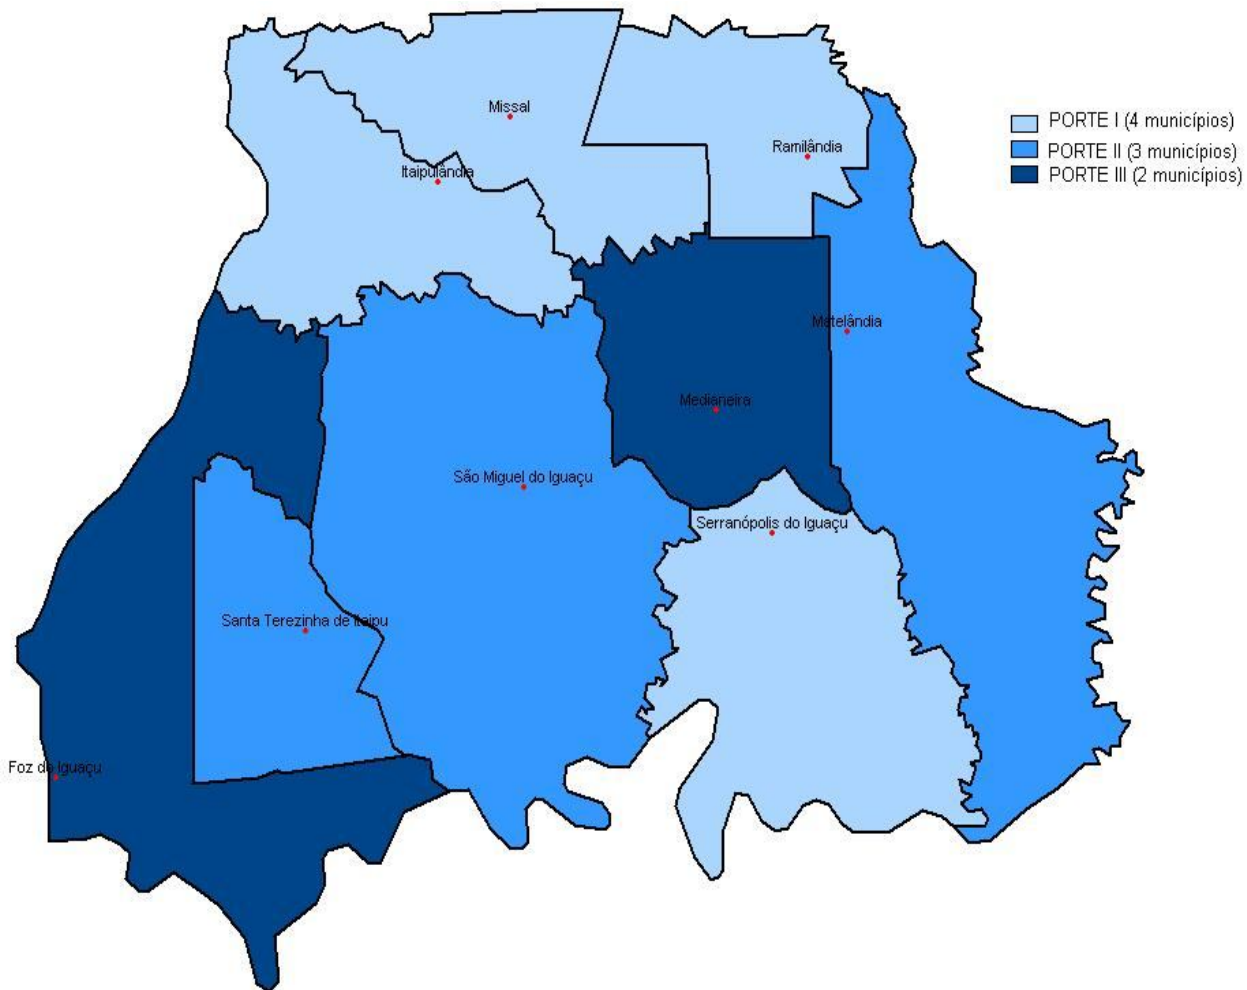 Missal
PORTE I (4 municípios)
Ramilândia
PORTE II (3 municípios)
Itaipulândia
PORTE III (2 municípios)
Matelândia
Medianeira
São Miguel do Iguaçu
Serranópolis do Iguaçu
Santa Terezinha de Itaipu
Foz do Iguaçu